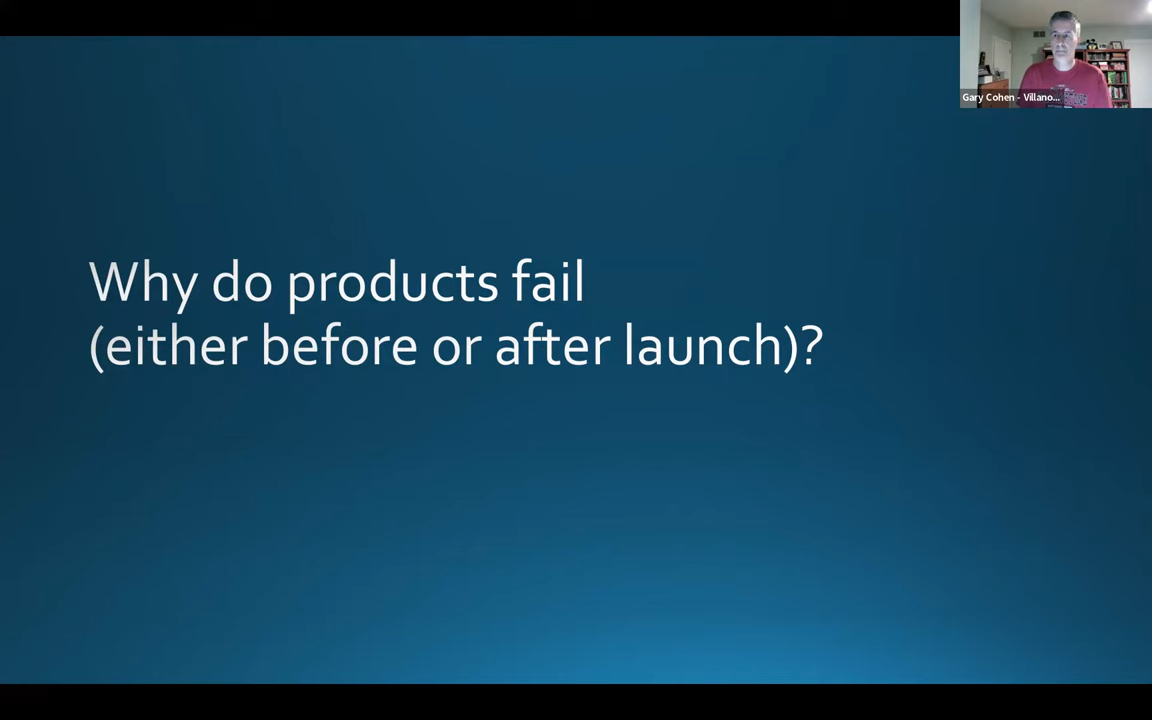 Gary Cohen - Villano...
Why do products fail
(either before or after launch)?